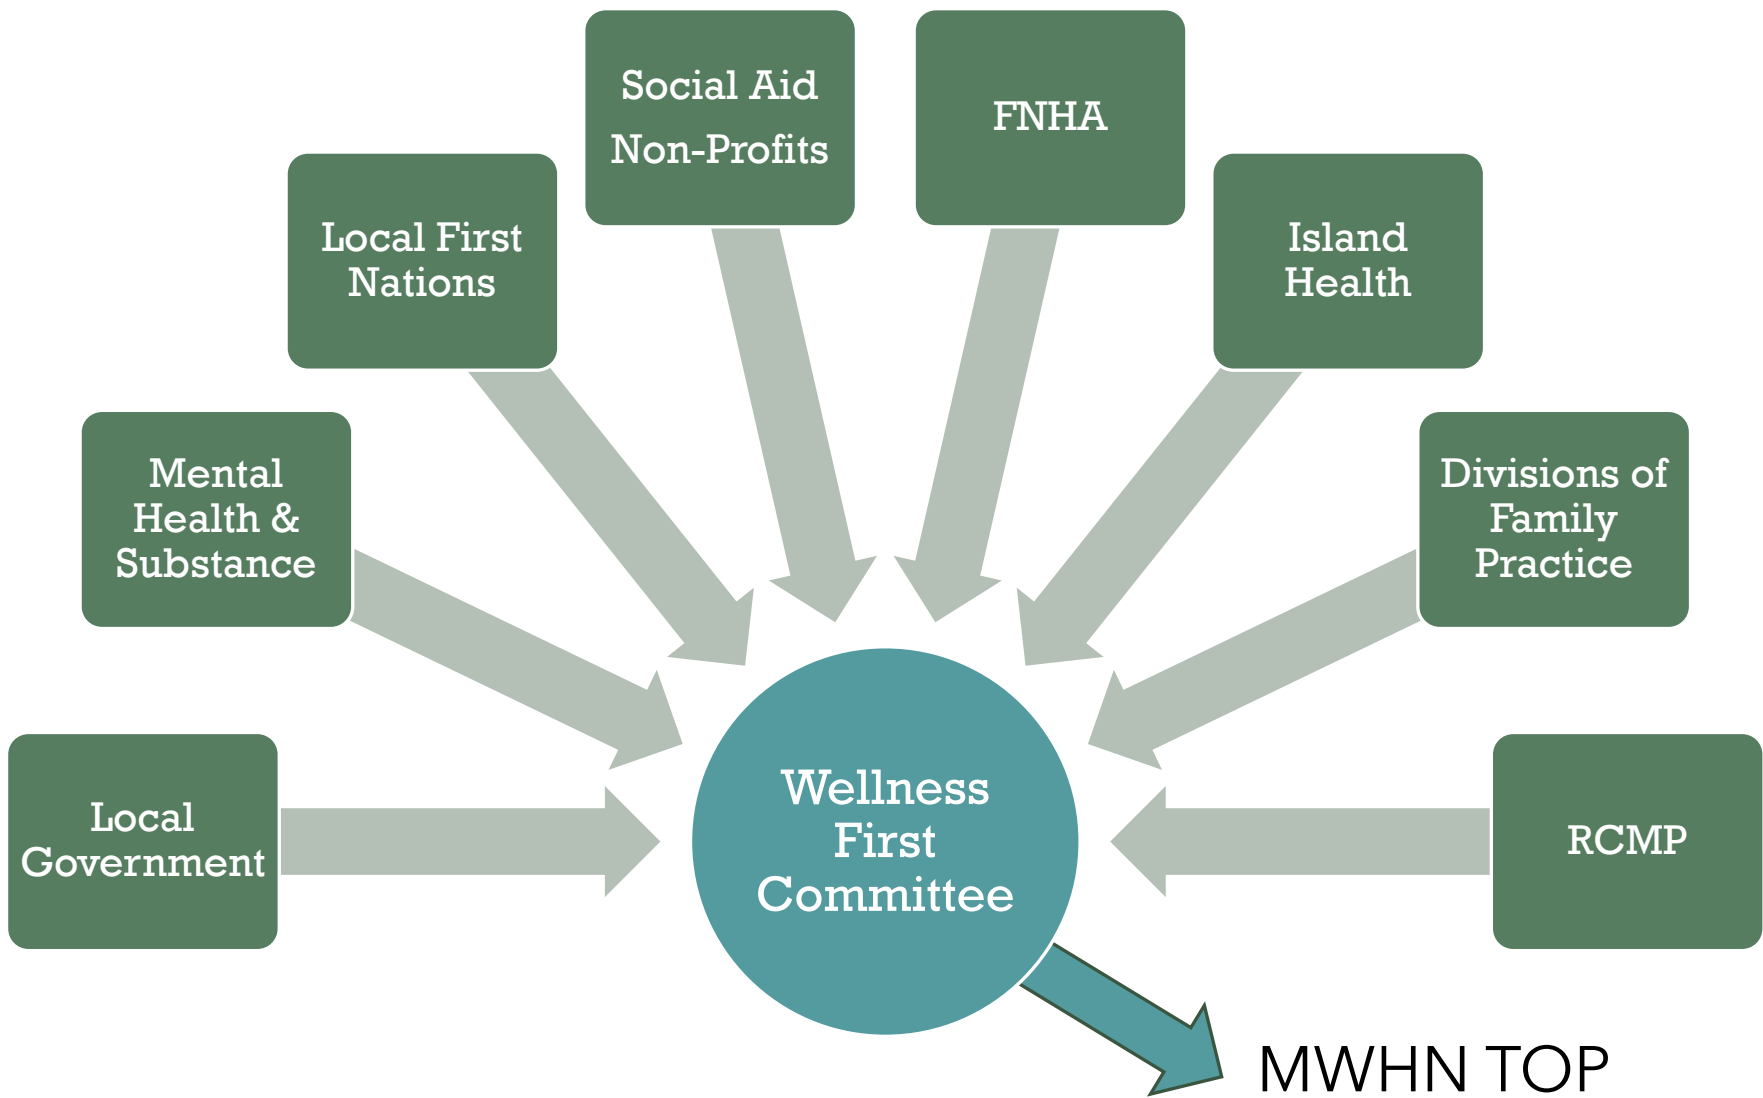 Social Aid
Non-Profits
FNHA
Local First
Nations
Island
Health
Mental
Health &
Substance
Divisions of
Family
Practice
Local
Government
Wellness
First
Committee
RCMP
MWHN TOP